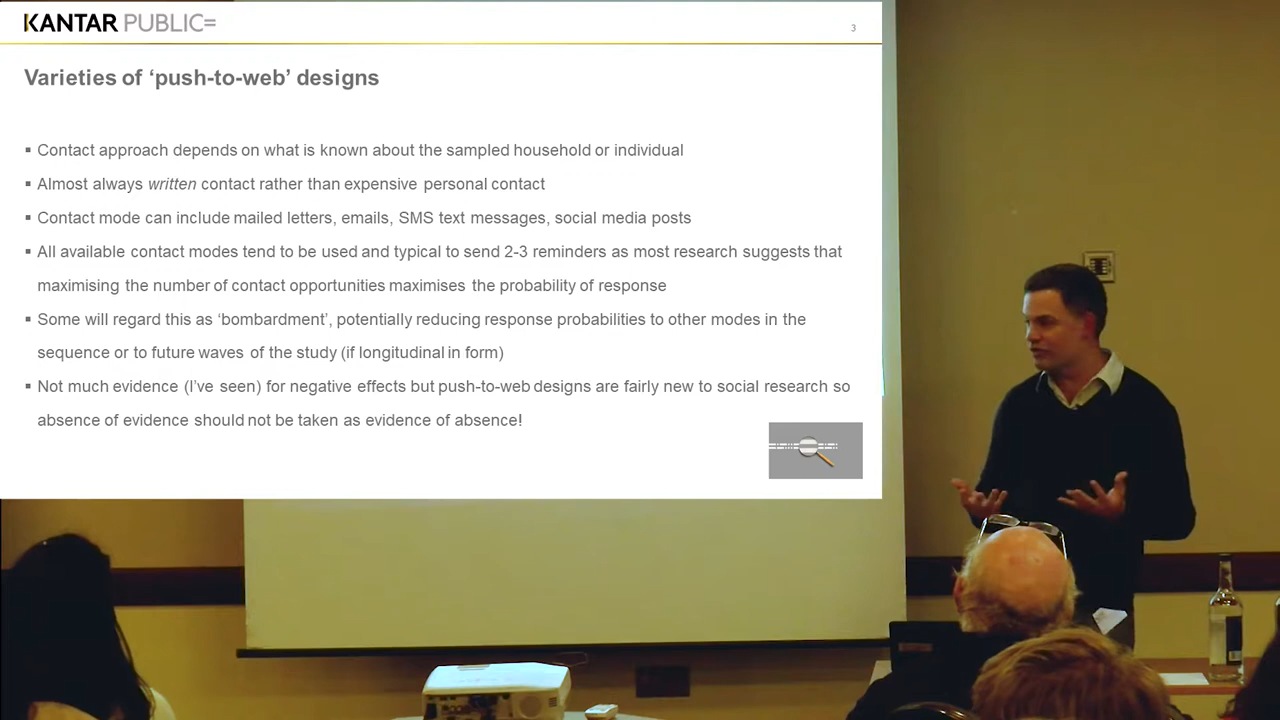 KANTAR PUBLIC=
3
Varieties of ‘push-to-web’ designs
▪ Contact approach depends on what is known about the sampled household or individual
▪ Almost always written contact rather than expensive personal contact
▪ Contact mode can include mailed letters, emails, SMS text messages, social media posts
▪ All available contact modes tend to be used and typical to send 2-3 reminders as most research suggests that
maximising the number of contact opportunities maximises the probability of response
▪ Some will regard this as ‘bombardment’, potentially reducing response probabilities to other modes in the
sequence or to future waves of the study (if longitudinal in form)
▪ Not much evidence (I’ve seen) for negative effects but push-to-web designs are fairly new to social research so
absence of evidence should not be taken as evidence of absence!